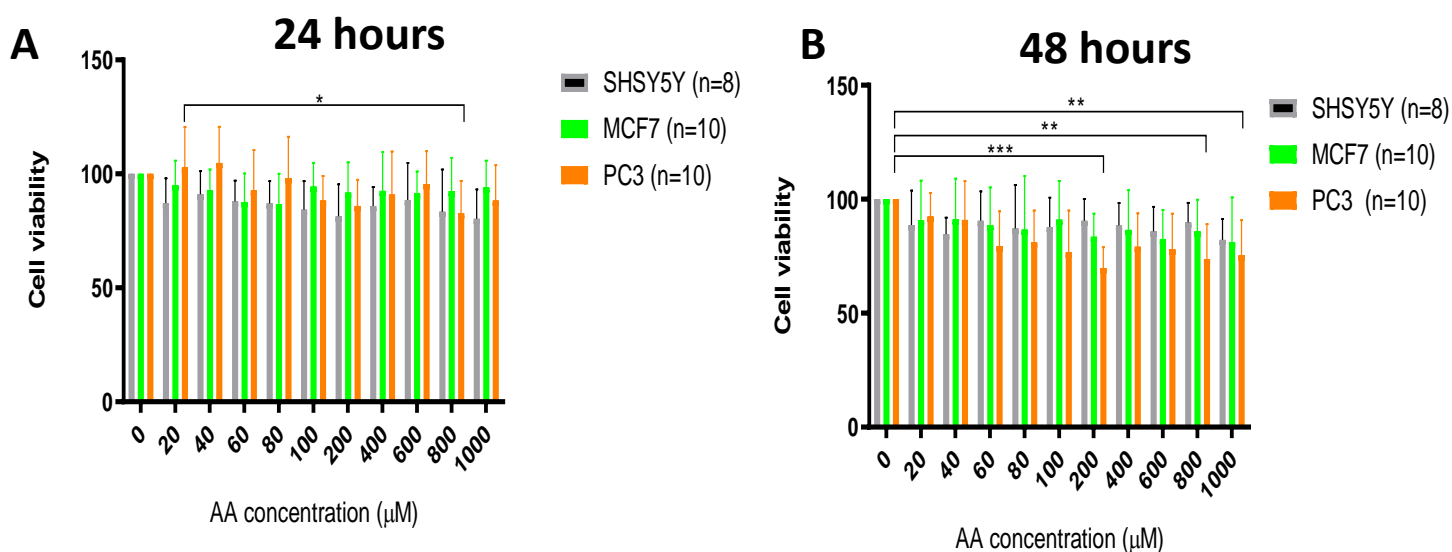 A
24 hours
150
100
50
0
Cell viability
*
SHSY5Y (n=8)
MCF7 (n=10)
PC3 (n=10)
0 20 40 60 80 100 200 400 600 800 1000
AA concentration (μM)
B
48 hours
150
100
50
0
Cell viability
**
**
***
SHSY5Y (n=8)
MCF7 (n=10)
PC3 (n=10)
0 20 40 60 80 100 200 400 600 800 1000
AA concentration (μM)